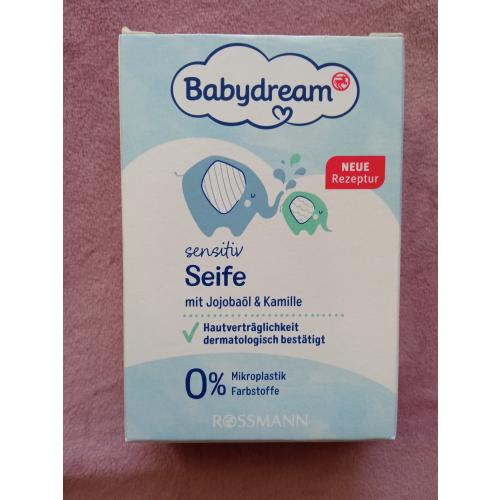 Babydream
NEUE
Rezeptur
sensitiv
Seife
mit Jojobaöl & Kamille
Hautverträglichkeit
dermatologisch bestätigt
0% Mikroplastik
Farbstoffe
ROSSMANN